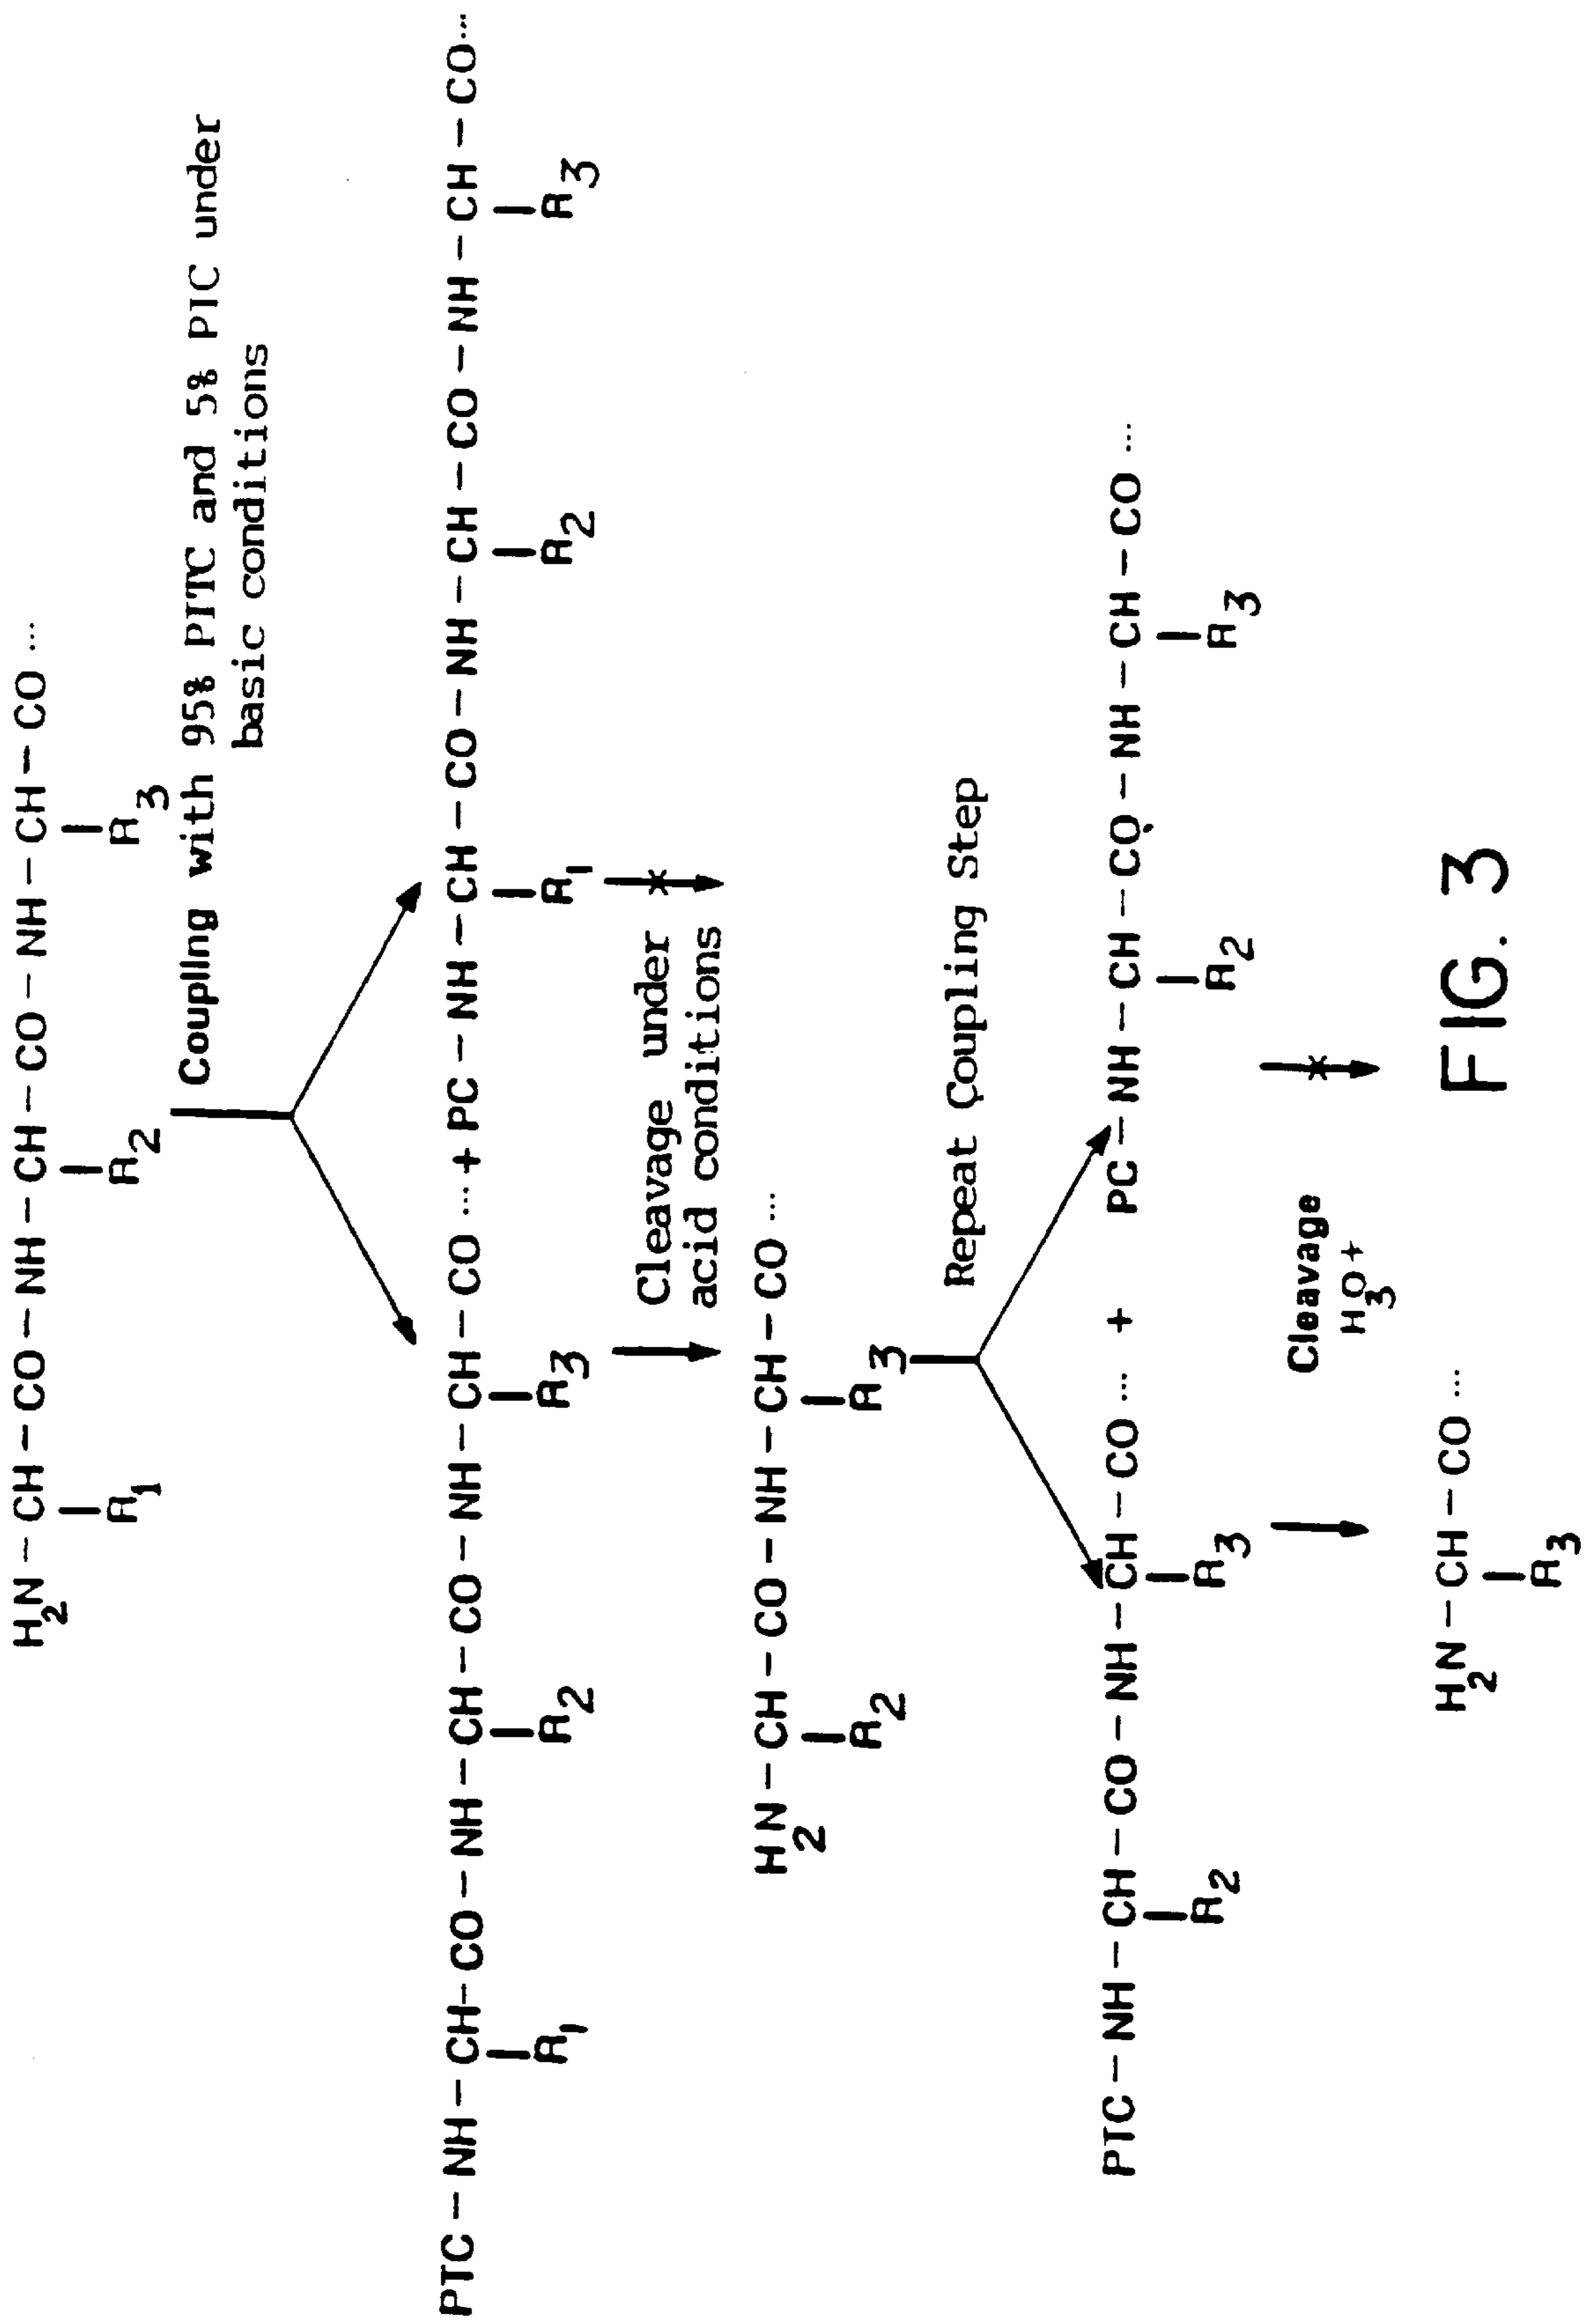 H2N-CH-CO-NH-CH-CO-NH-CH-CO...
R1 R2 R3
Coupling with 95% PITC and 5% PIC under
basic conditions
PTC-NH-CH-CO-NH-CH-CO-NH-CH-CO...+PC-NH-CH-CO-NH-CH-CO-NH-CH-CO...
R1 R2 R3 R1 R2 R3
Cleavage under
acid conditions
H2N-CH-CO-NH-CH-CO...
R2 R3
Repeat Coupling Step
PTC-NH-CH-CO-NH-CH-CO... + PC-NH-CH-CO-NH-CH-CO...
R2 R3 R2 R3
Cleavage
H3O+
H2N-CH-CO...
R3
FIG. 3